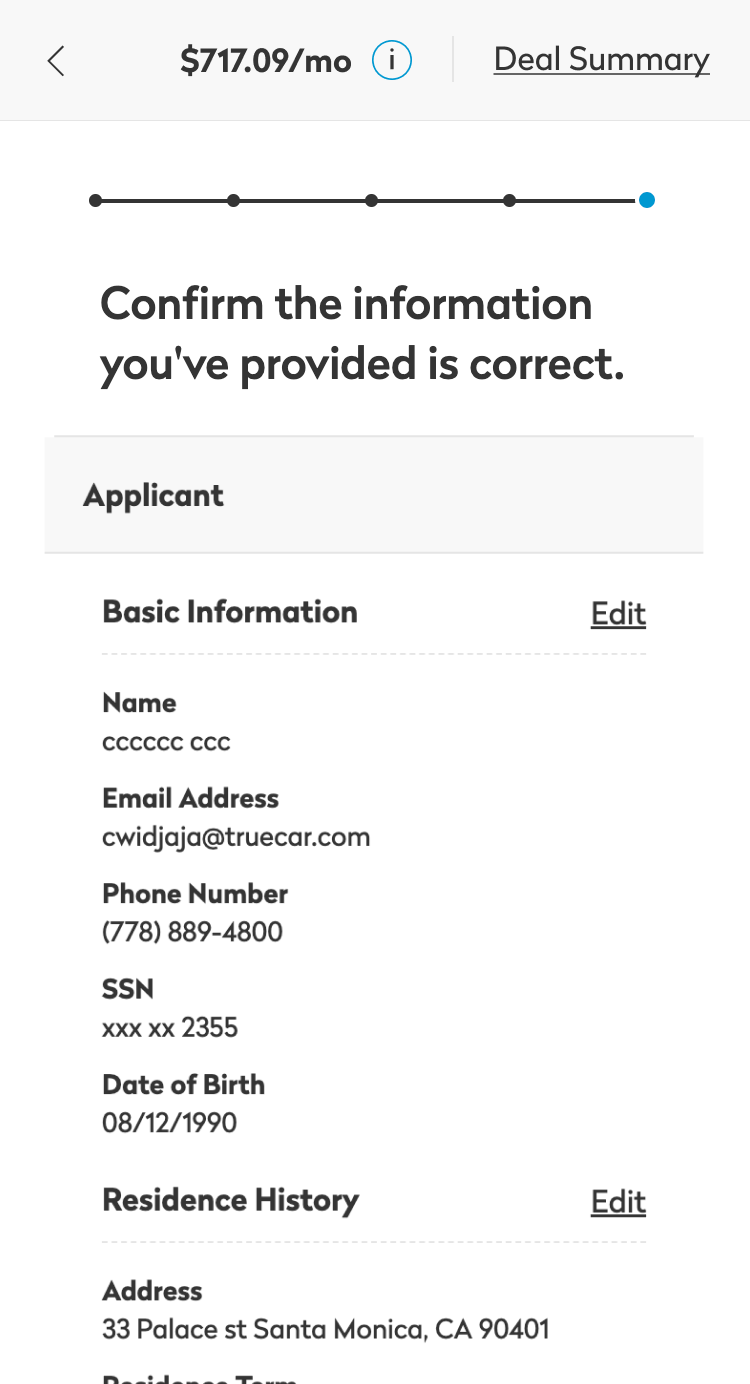 $717.09/mo i Deal Summary
Confirm the information
you've provided is correct.
Applicant
Basic Information Edit
Name
cccccc ccc
Email Address
cwidjaja@truecar.com
Phone Number
(778) 889-4800
SSN
xxx xx 2355
Date of Birth
08/12/1990
Residence History Edit
Address
33 Palace st Santa Monica, CA 90401
Residence Term